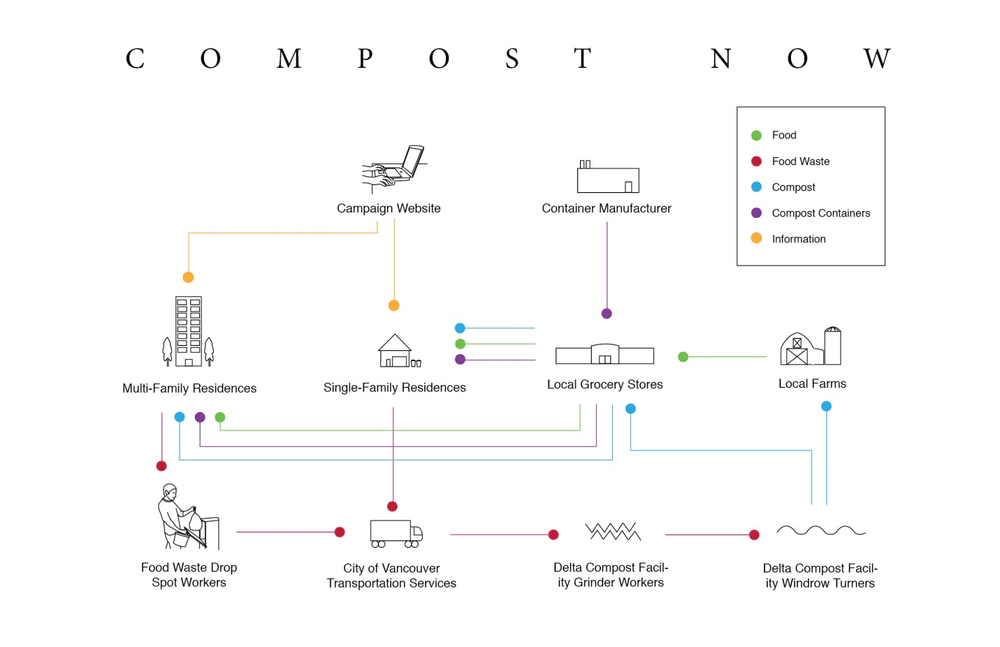 COMPOST NOW
Food
Food Waste
Compost
Compost Containers
Information
Campaign Website
Container Manufacturer
Multi-Family Residences
Single-Family Residences
Local Grocery Stores
Local Farms
Food Waste Drop
Spot Workers
City of Vancouver
Transportation Services
Delta Compost Facil-
ity Grinder Workers
Delta Compost Facil-
ity Windrow Turners